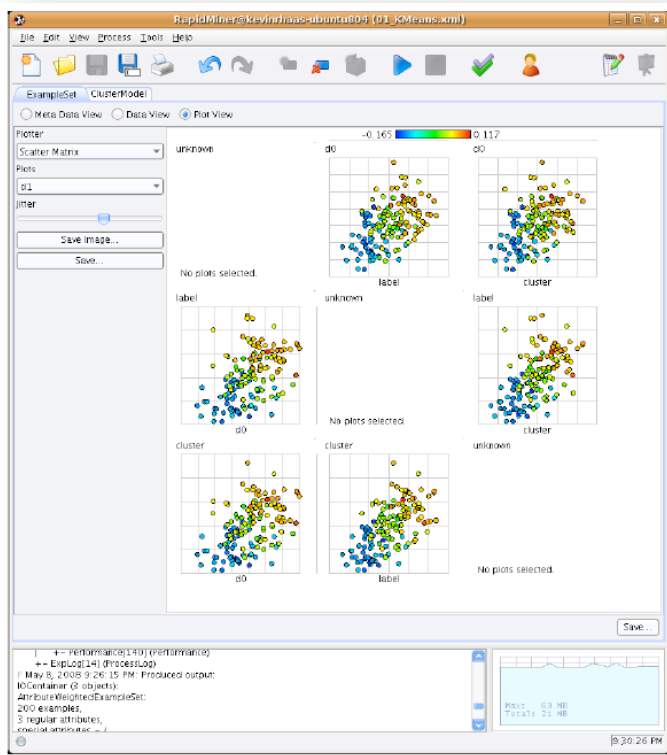 RapidMiner@kevinrhaas-ubuntu804 (01_KMeans.xml)
File Edit View Process Tools Help
ExampleSet ClusterModel
Meta Data View Data View Plot View
Plotter
Scatter Matrix
Plots
d1
Jitter
Save Image...
Save...
-0.165 0.117
unknown d0 d0
No plots selected.
label cluster
label unknown label
No plots selected.
d0 cluster
cluster cluster unknown
No plots selected.
d0 label
Save...
| +- Performance[140] (Performance)
+- ExpLog[14] (ProcessLog)
P May 8, 2008 9:26:15 PM: Produced output:
IOContainer (3 objects):
AttributeWeightedExampleSet:
200 examples,
3 regular attributes,
special attributes = {
Max: 63 MB
Total: 21 MB
9:30:26 PM